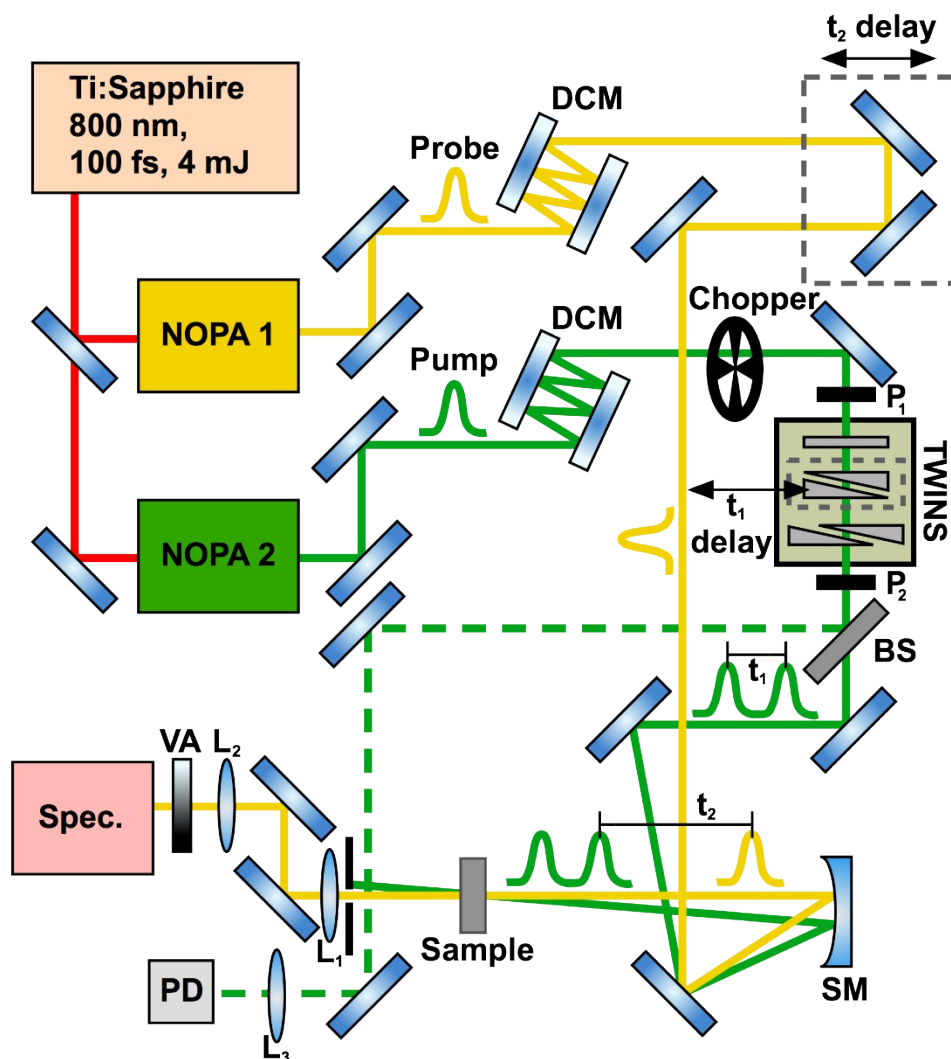 t₂ delay
Ti:Sapphire
800 nm,
100 fs, 4 mJ
DCM
Probe
NOPA 1
Chopper
DCM
Pump
P₁
TWINS
t₁
delay
NOPA 2
P₂
BS
t₁
VA
L₂
Spec.
t₂
L₁
Sample
SM
PD
L₃